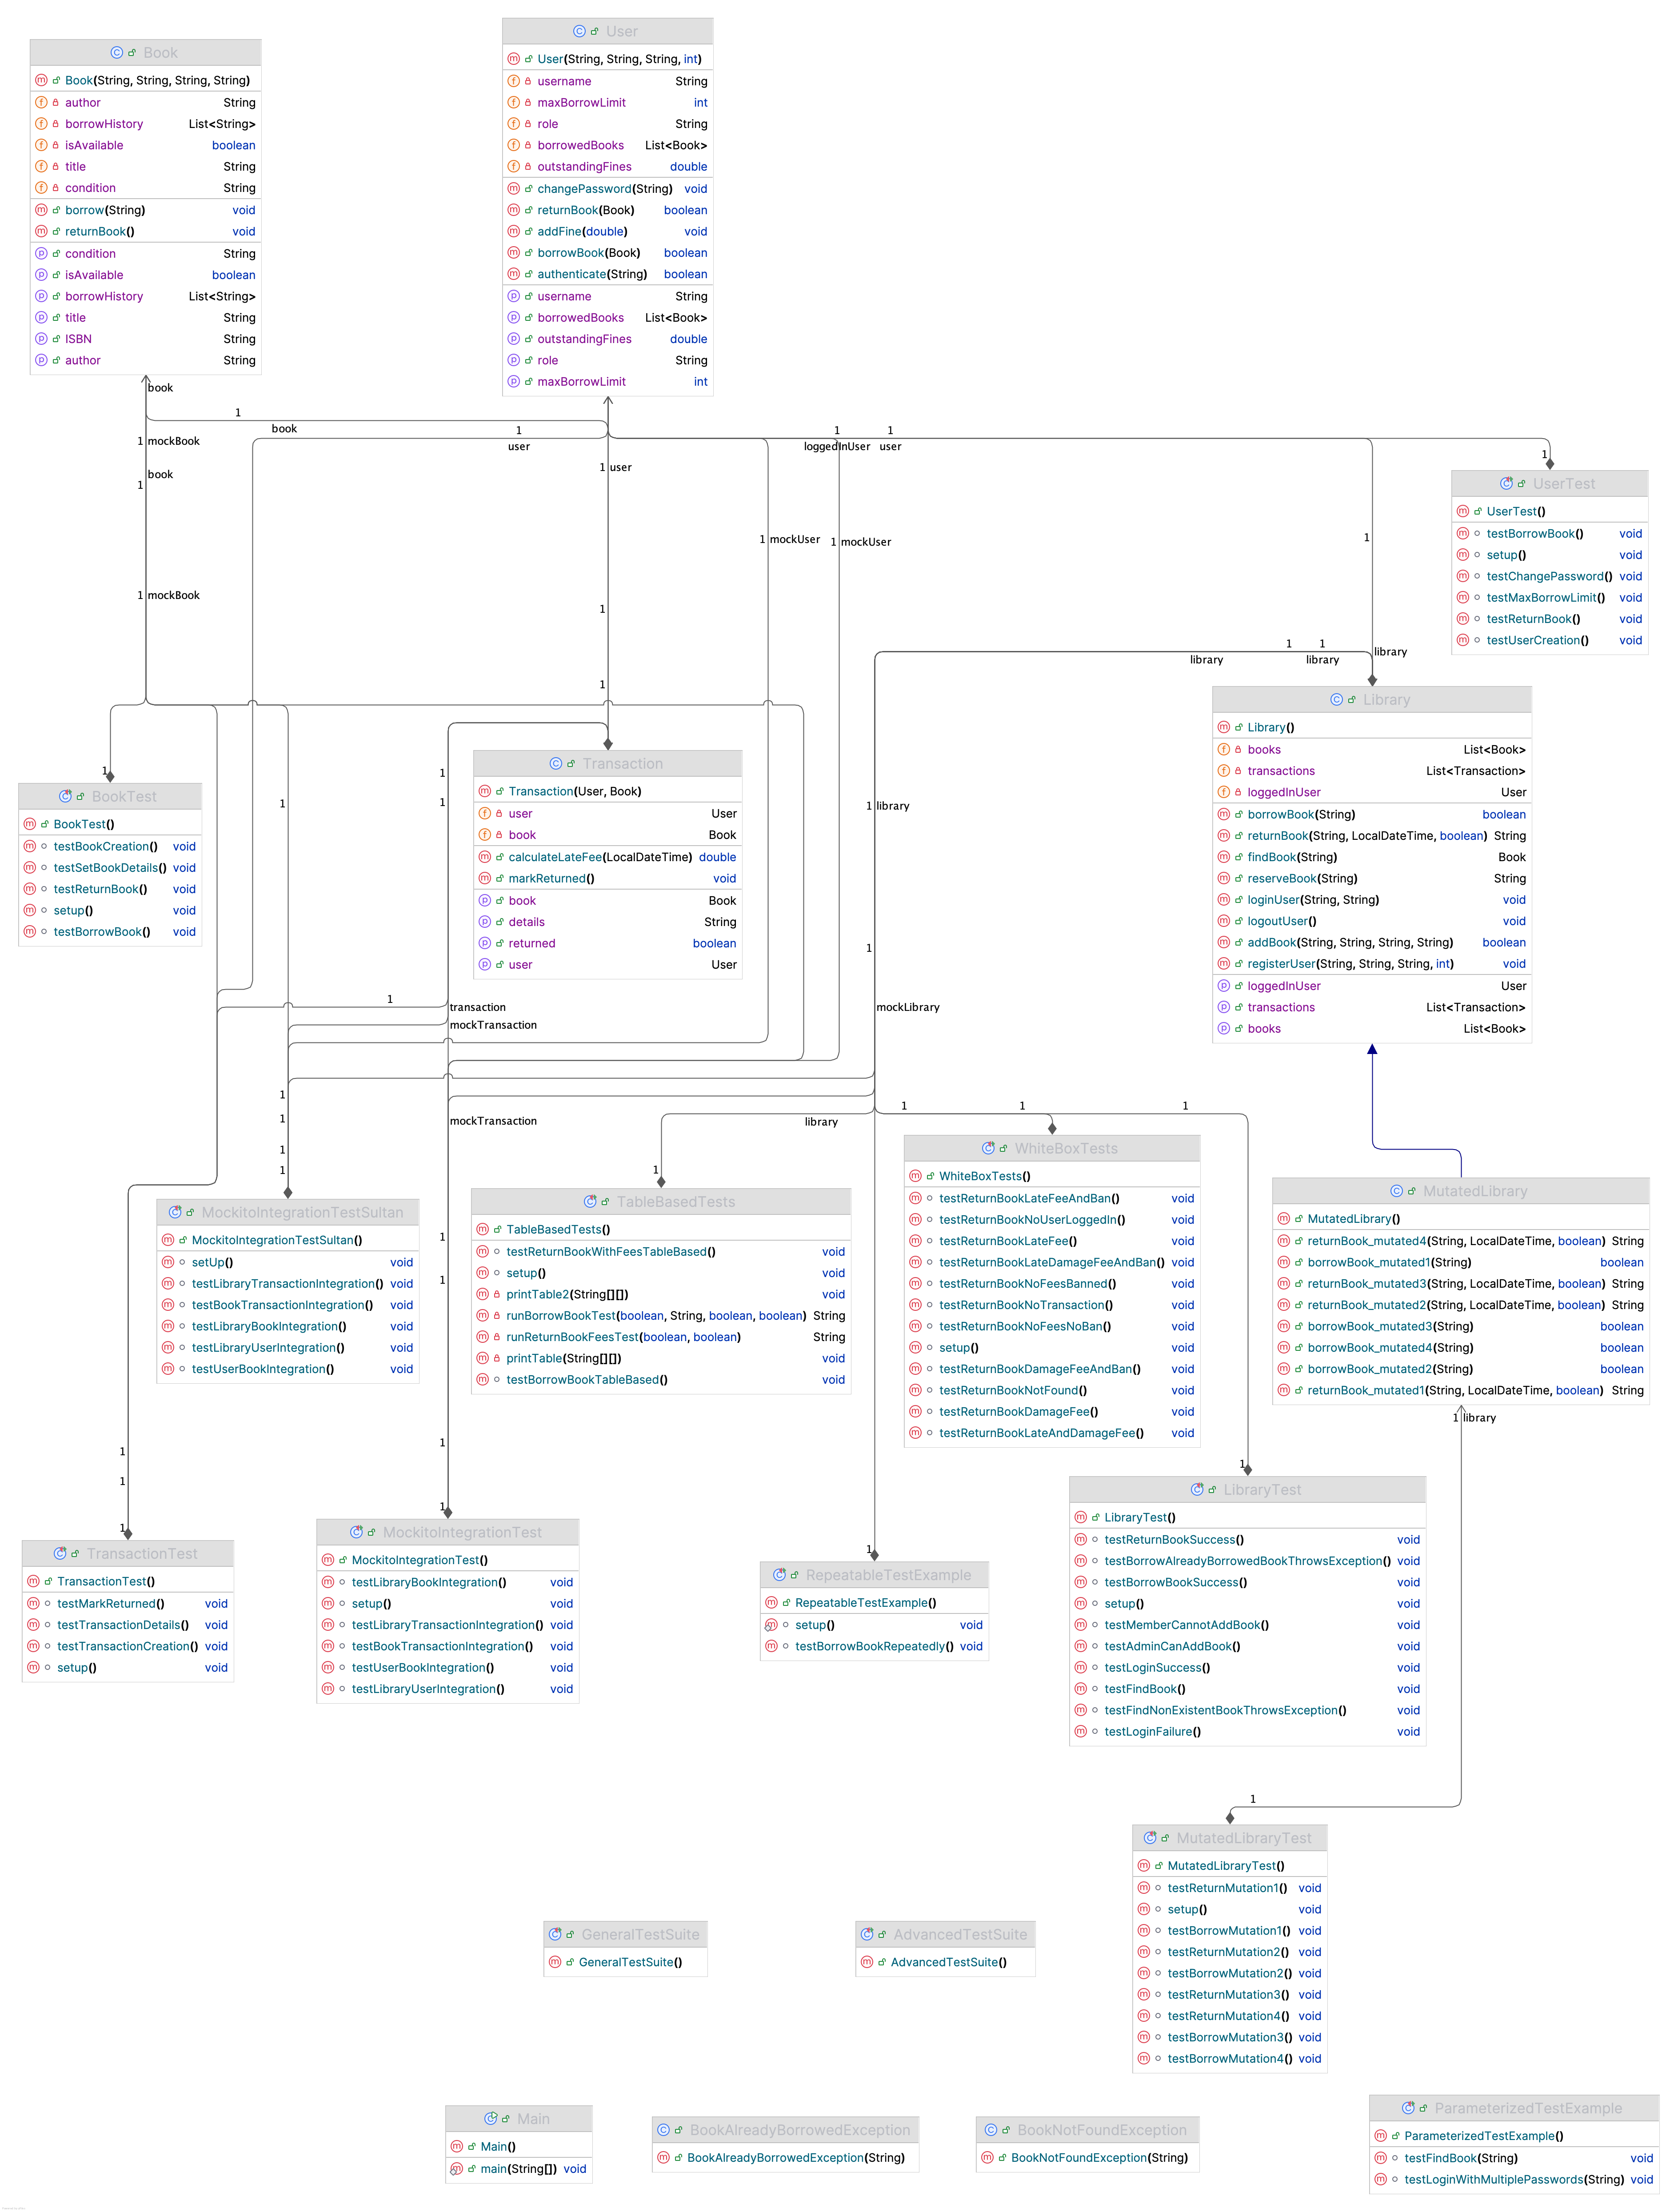 Book
Book(String, String, String, String)
author String
borrowHistory List<String>
isAvailable boolean
title String
condition String
borrow(String) void
returnBook() void
condition String
isAvailable boolean
borrowHistory List<String>
title String
ISBN String
author String
User
User(String, String, String, int)
username String
maxBorrowLimit int
role String
borrowedBooks List<Book>
outstandingFines double
changePassword(String) void
returnBook(Book) boolean
addFine(double) void
borrowBook(Book) boolean
authenticate(String) boolean
username String
borrowedBooks List<Book>
outstandingFines double
role String
maxBorrowLimit int
book
1
book
1 mockBook
book
1
1 mockBook
1
user
1 user
1
loggedInUser
1
user
1 mockUser
1 mockUser
1
1
1
1
UserTest
UserTest()
testBorrowBook() void
setup() void
testChangePassword() void
testMaxBorrowLimit() void
testReturnBook() void
testUserCreation() void
1
library
1
library
library
Library
Library()
books List<Book>
transactions List<Transaction>
loggedInUser User
borrowBook(String) boolean
returnBook(String, LocalDateTime, boolean) String
findBook(String) Book
reserveBook(String) String
loginUser(String, String) void
logoutUser() void
addBook(String, String, String, String) boolean
registerUser(String, String, String, int) void
loggedInUser User
transactions List<Transaction>
books List<Book>
Transaction
Transaction(User, Book)
user User
book Book
calculateLateFee(LocalDateTime) double
markReturned() void
book Book
details String
returned boolean
user User
1
BookTest
BookTest()
testBookCreation() void
testSetBookDetails() void
testReturnBook() void
setup() void
testBorrowBook() void
1
1
1
1 library
1
mockLibrary
1
transaction
mockTransaction
1
1
1
1
mockTransaction
library
1
1
1
1
WhiteBoxTests
WhiteBoxTests()
testReturnBookLateFeeAndBan() void
testReturnBookNoUserLoggedIn() void
testReturnBookLateFee() void
testReturnBookLateDamageFeeAndBan() void
testReturnBookNoFeesBanned() void
testReturnBookNoTransaction() void
testReturnBookNoFeesNoBan() void
setup() void
testReturnBookDamageFeeAndBan() void
testReturnBookNotFound() void
testReturnBookDamageFee() void
testReturnBookLateAndDamageFee() void
MutatedLibrary
MutatedLibrary()
returnBook_mutated4(String, LocalDateTime, boolean) String
borrowBook_mutated1(String) boolean
returnBook_mutated3(String, LocalDateTime, boolean) String
returnBook_mutated2(String, LocalDateTime, boolean) String
borrowBook_mutated3(String) boolean
borrowBook_mutated4(String) boolean
borrowBook_mutated2(String) boolean
returnBook_mutated1(String, LocalDateTime, boolean) String
1 library
MockitoIntegrationTestSultan
MockitoIntegrationTestSultan()
setUp() void
testLibraryTransactionIntegration() void
testBookTransactionIntegration() void
testLibraryBookIntegration() void
testLibraryUserIntegration() void
testUserBookIntegration() void
TableBasedTests
TableBasedTests()
testReturnBookWithFeesTableBased() void
setup() void
printTable2(String[][]) void
runBorrowBookTest(boolean, String, boolean, boolean) String
runReturnBookFeesTest(boolean, boolean) String
printTable(String[][]) void
testBorrowBookTableBased() void
1
1
1
1
1
1
1
1
1
LibraryTest
LibraryTest()
testReturnBookSuccess() void
testBorrowAlreadyBorrowedBookThrowsException() void
testBorrowBookSuccess() void
setup() void
testMemberCannotAddBook() void
testAdminCanAddBook() void
testLoginSuccess() void
testFindBook() void
testFindNonExistentBookThrowsException() void
testLoginFailure() void
TransactionTest
TransactionTest()
testMarkReturned() void
testTransactionDetails() void
testTransactionCreation() void
setup() void
MockitoIntegrationTest
MockitoIntegrationTest()
testLibraryBookIntegration() void
setup() void
testLibraryTransactionIntegration() void
testBookTransactionIntegration() void
testUserBookIntegration() void
testLibraryUserIntegration() void
RepeatableTestExample
RepeatableTestExample()
setup() void
testBorrowBookRepeatedly() void
1
MutatedLibraryTest
MutatedLibraryTest()
testReturnMutation1() void
setup() void
testBorrowMutation1() void
testReturnMutation2() void
testBorrowMutation2() void
testReturnMutation3() void
testReturnMutation4() void
testBorrowMutation3() void
testBorrowMutation4() void
GeneralTestSuite
GeneralTestSuite()
AdvancedTestSuite
AdvancedTestSuite()
Main
Main()
main(String[]) void
BookAlreadyBorrowedException
BookAlreadyBorrowedException(String)
BookNotFoundException
BookNotFoundException(String)
ParameterizedTestExample
ParameterizedTestExample()
testFindBook(String) void
testLoginWithMultiplePasswords(String) void